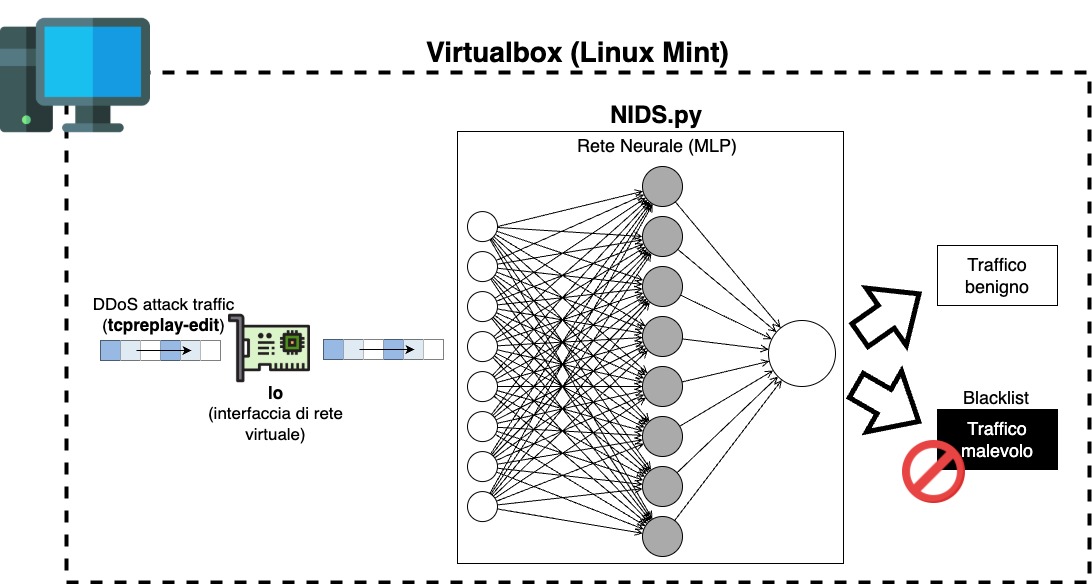 Virtualbox (Linux Mint)
NIDS.py
Rete Neurale (MLP)
DDoS attack traffic
(tcpreplay-edit)
lo
(interfaccia di rete
virtuale)
Traffico
benigno
Blacklist
Traffico
malevolo